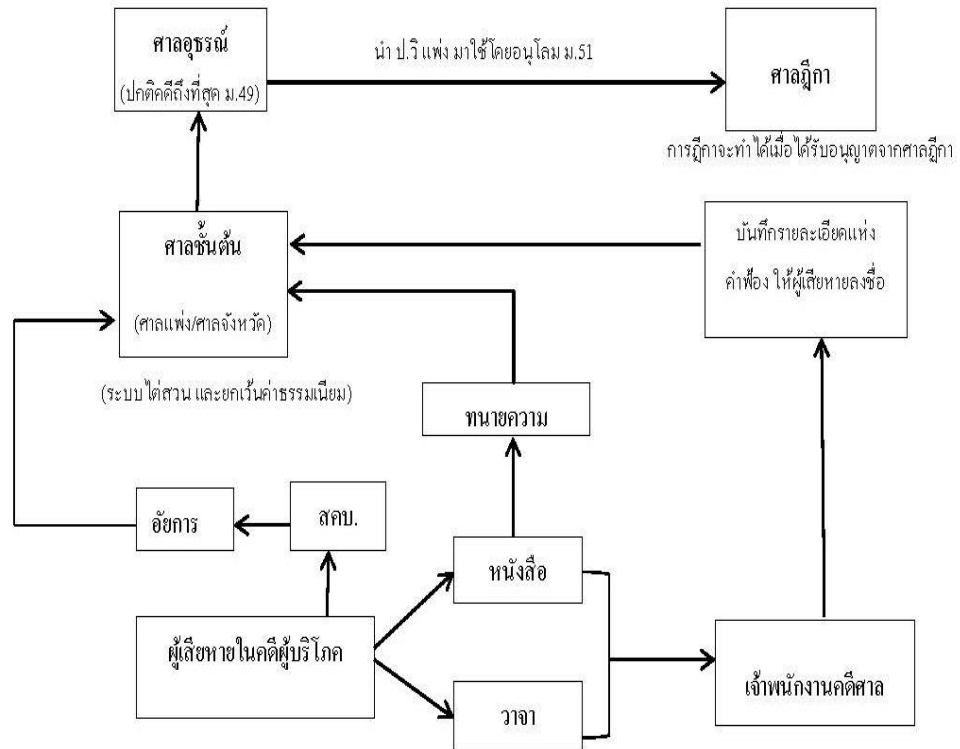 ศาลอุธรณ์
(ปกติคดีถึงที่สุด ม.49)
นำ ป.วิ แพ่ง มาใช้โดยอนุโลม ม.51
ศาลฎีกา
การฎีกาจะทำได้เมื่อได้รับอนุญาตจากศาลฎีกา
ศาลชั้นต้น
(ศาลแพ่ง/ศาลจังหวัด)
(ระบบไต่สวน และยกเว้นค่าธรรมเนียม)
บันทึกรายละเอียดแห่ง
คำฟ้อง ให้ผู้เสียหายลงชื่อ
ทนายความ
อัยการ
สคบ.
หนังสือ
ผู้เสียหายในคดีผู้บริโภค
วาจา
เจ้าพนักงานคดีศาล